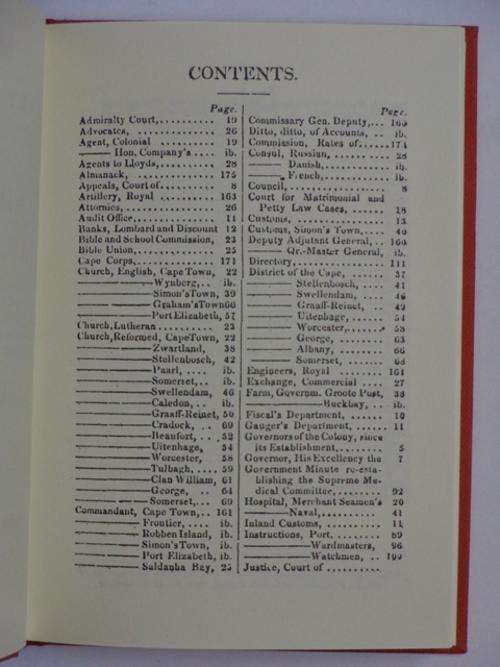 CONTENTS.
Page.
Admiralty Court,.......... 19
Advocates, .............. 26
Agent, Colonial .......... 19
—— Hon. Company's .... ib.
Agents to Lloyds,........ 28
Almanack, .............. 175
Appeals, Court of.......... 8
Artillery, Royal .......... 163
Attornies, .............. 26
Audit Office,............ 11
Banks, Lombard and Discount 12
Bible and School Commission, 23
Bible Union,............ 25
Cape Corps,............ 171
Church, English, Cape Town, 22
—— Wynberg,.. ib.
—— Simon's Town, 39
—— Graham's Town 66
—— Port Elizabeth, 57
Church, Lutheran .......... 23
Church, Reformed, Cape Town, 22
—— Zwartland, 38
—— Stellenbosch, 42
—— Paarl, .... ib.
—— Somerset,.. ib.
—— Swellendam, 46
—— Caledon, .. ib.
—— Graaff-Reinet, 50
—— Cradock, .. 69
—— Beaufort, .. 52
—— Uitenhage, 54
—— Worcester, 58
—— Tulbagh, .... 59
—— Clan William, 61
—— George, .. 64
—— Somerset, .. 69
Commandant, Cape Town,.. 161
—— Frontier, .... ib.
—— Robben Island, ib.
—— Simon's Town, ib.
—— Port Elizabeth, ib.
—— Saldanha Bay, 25
Page.
Commissary Gen. Deputy,...
Ditto, ditto, of Accounts, .. ib.
Commission, Rates of...... 174
Consul, Russian, ........ 28
—— Danish,............ ib.
—— French,............ ib.
Council,................ 8
Court for Matrimonial and
Petty Law Cases, ...... 18
Customs, .............. 13
Customs, Simon's Town,.... 40
Deputy Adjutant General,.. 160
—— Qr.-Master General, ib.
Directory,.............. 111
District of the Cape, ...... 37
—— Stellenbosch, .... 41
—— Swellendam, .... 46
—— Graaff-Reinet, .. 49
—— Uitenhage, ...... 54
—— Worcester,........ 58
—— George, ........ 63
—— Albany, ........ 66
—— Somerset, ...... 68
Engineers, Royal ........ 164
Exchange, Commercial .... 27
Farm, Governm. Groote Post, 38
—— Buckbay, .. ib.
Fiscal's Department, ...... 10
Gauger's Department, ...... 11
Governors of the Colony, since
its Establishment,........ 5
Governor, His Excellency the 7
Government Minute re-esta-
blishing the Supreme Me-
dical Committee,........ 92
Hospital, Merchant Seamen's 20
—— Naval,.......... 41
Inland Customs, .......... 11
Instructions, Port.......... 89
—— Wardmasters, 96
—— Watchmen, ..
Justice, Court of ..........